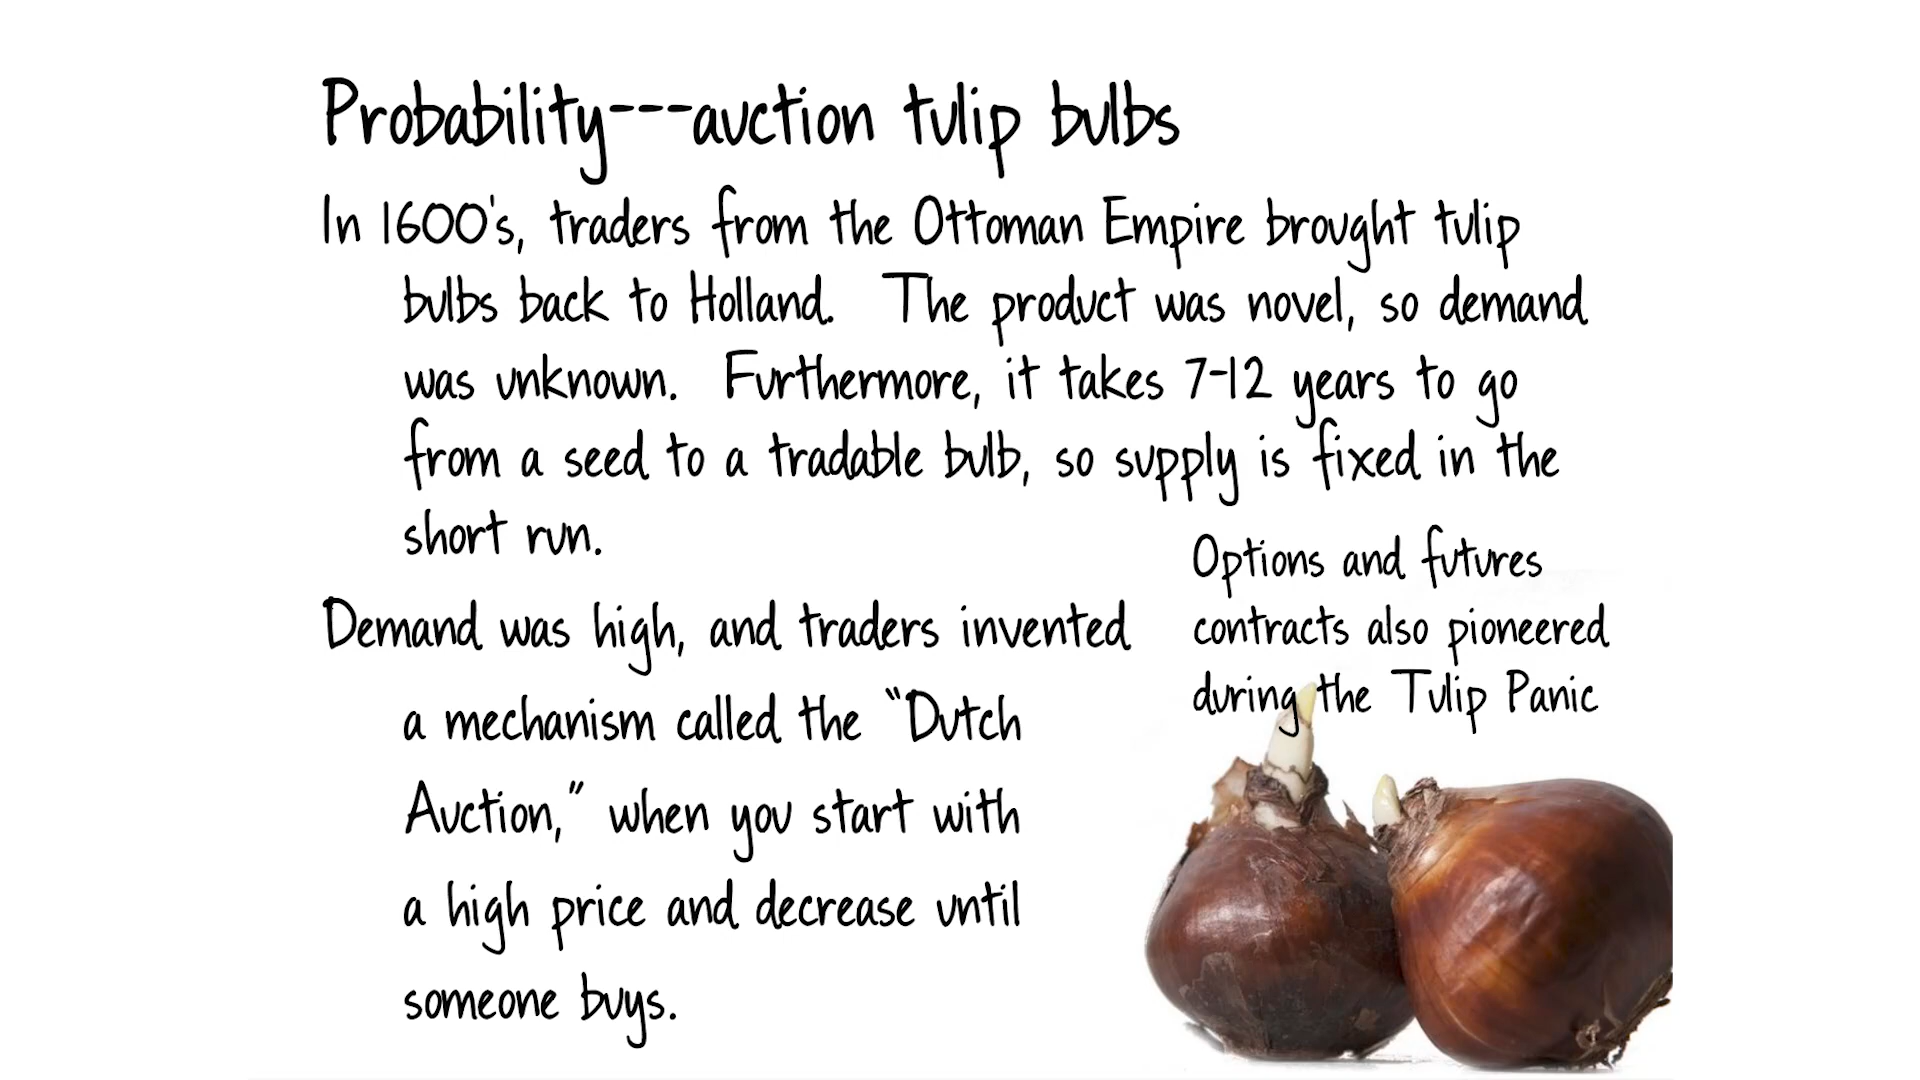 Probability---auction tulip bulbs
In 1600's, traders from the Ottoman Empire brought tulip
bulbs back to Holland. The product was novel, so demand
was unknown. Furthermore, it takes 7-12 years to go
from a seed to a tradable bulb, so supply is fixed in the
short run.
Demand was high, and traders invented
a mechanism called the "Dutch
Auction," when you start with
a high price and decrease until
someone buys.
Options and futures
contracts also pioneered
during the Tulip Panic